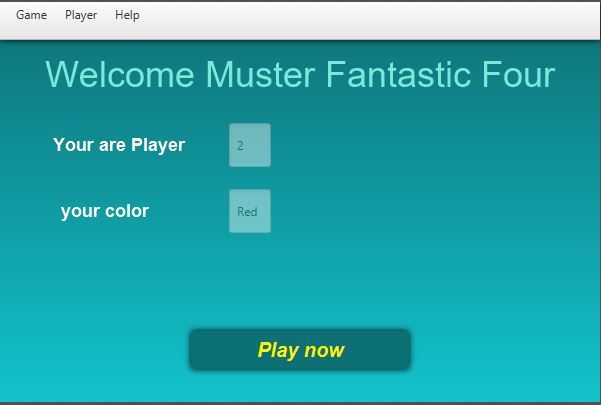 Game Player Help
Welcome Muster Fantastic Four
Your are Player 2
your color Red
Play now